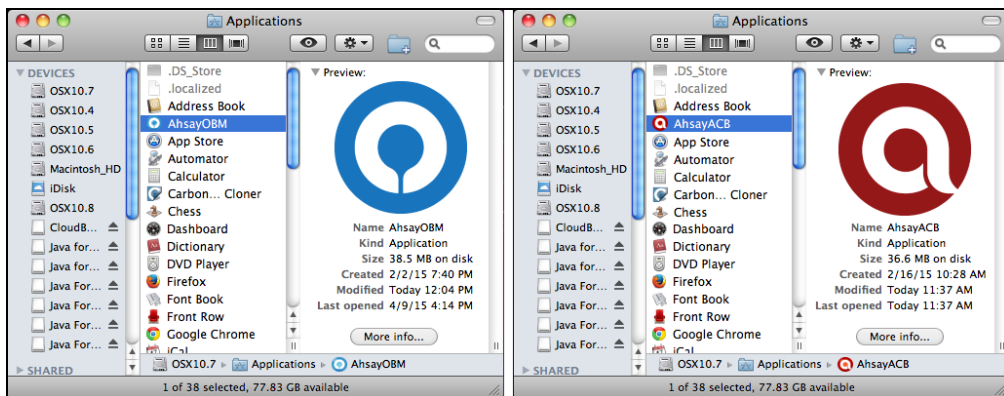 Applications
DEVICES
OSX10.7
OSX10.4
OSX10.5
OSX10.6
Macintosh_HD
iDisk
OSX10.8
CloudB...
Java for...
Java for...
Java For...
Java For...
Java For...
Java For...
SHARED
.DS_Store
.localized
Address Book
AhsayOBM
App Store
Automator
Calculator
Carbon... Cloner
Chess
Dashboard
Dictionary
DVD Player
Firefox
Font Book
Front Row
Google Chrome
iCal
Preview:
Name AhsayOBM
Kind Application
Size 38.5 MB on disk
Created 2/2/15 7:40 PM
Modified Today 12:04 PM
Last opened 4/9/15 4:14 PM
More info...
OSX10.7 ▸ Applications ▸ AhsayOBM
1 of 38 selected, 77.83 GB available
Applications
DEVICES
OSX10.7
OSX10.4
OSX10.5
OSX10.6
Macintosh_HD
iDisk
OSX10.8
CloudB...
Java for...
Java for...
Java For...
Java For...
Java For...
Java For...
SHARED
.DS_Store
.localized
Address Book
AhsayACB
App Store
Automator
Calculator
Carbon... Cloner
Chess
Dashboard
Dictionary
DVD Player
Firefox
Font Book
Front Row
Google Chrome
iCal
Preview:
Name AhsayACB
Kind Application
Size 36.6 MB on disk
Created 2/16/15 10:28 AM
Modified Today 11:37 AM
Last opened Today 11:37 AM
More info...
OSX10.7 ▸ Applications ▸ AhsayACB
1 of 38 selected, 77.83 GB available